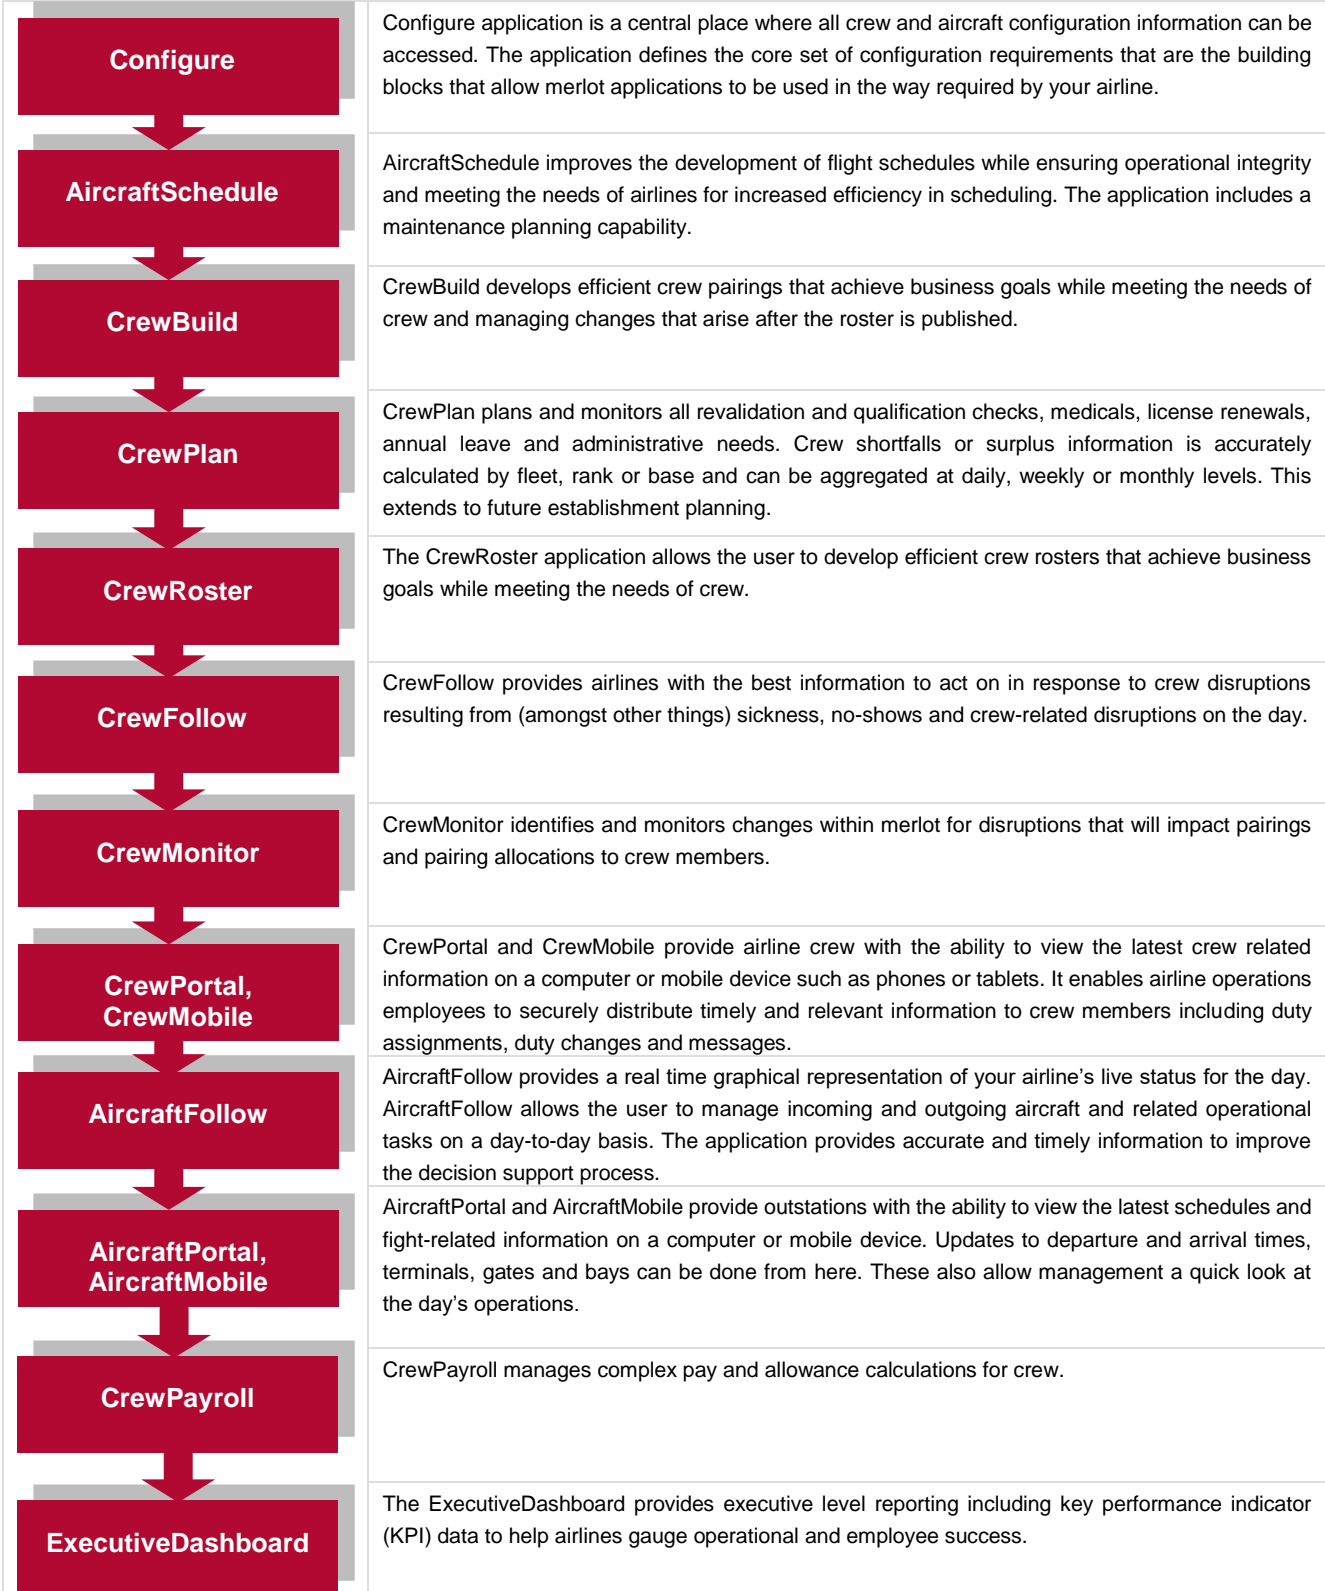 Configure
Configure application is a central place where all crew and aircraft configuration information can be
accessed. The application defines the core set of configuration requirements that are the building
blocks that allow merlot applications to be used in the way required by your airline.
AircraftSchedule
AircraftSchedule improves the development of flight schedules while ensuring operational integrity
and meeting the needs of airlines for increased efficiency in scheduling. The application includes a
maintenance planning capability.
CrewBuild
CrewBuild develops efficient crew pairings that achieve business goals while meeting the needs of
crew and managing changes that arise after the roster is published.
CrewPlan
CrewPlan plans and monitors all revalidation and qualification checks, medicals, license renewals,
annual leave and administrative needs. Crew shortfalls or surplus information is accurately
calculated by fleet, rank or base and can be aggregated at daily, weekly or monthly levels. This
extends to future establishment planning.
CrewRoster
The CrewRoster application allows the user to develop efficient crew rosters that achieve business
goals while meeting the needs of crew.
CrewFollow
CrewFollow provides airlines with the best information to act on in response to crew disruptions
resulting from (amongst other things) sickness, no-shows and crew-related disruptions on the day.
CrewMonitor
CrewMonitor identifies and monitors changes within merlot for disruptions that will impact pairings
and pairing allocations to crew members.
CrewPortal,
CrewMobile
CrewPortal and CrewMobile provide airline crew with the ability to view the latest crew related
information on a computer or mobile device such as phones or tablets. It enables airline operations
employees to securely distribute timely and relevant information to crew members including duty
assignments, duty changes and messages.
AircraftFollow
AircraftFollow provides a real time graphical representation of your airline's live status for the day.
AircraftFollow allows the user to manage incoming and outgoing aircraft and related operational
tasks on a day-to-day basis. The application provides accurate and timely information to improve
the decision support process.
AircraftPortal,
AircraftMobile
AircraftPortal and AircraftMobile provide outstations with the ability to view the latest schedules and
fight-related information on a computer or mobile device. Updates to departure and arrival times,
terminals, gates and bays can be done from here. These also allow management a quick look at
the day's operations.
CrewPayroll
CrewPayroll manages complex pay and allowance calculations for crew.
ExecutiveDashboard
The ExecutiveDashboard provides executive level reporting including key performance indicator
(KPI) data to help airlines gauge operational and employee success.